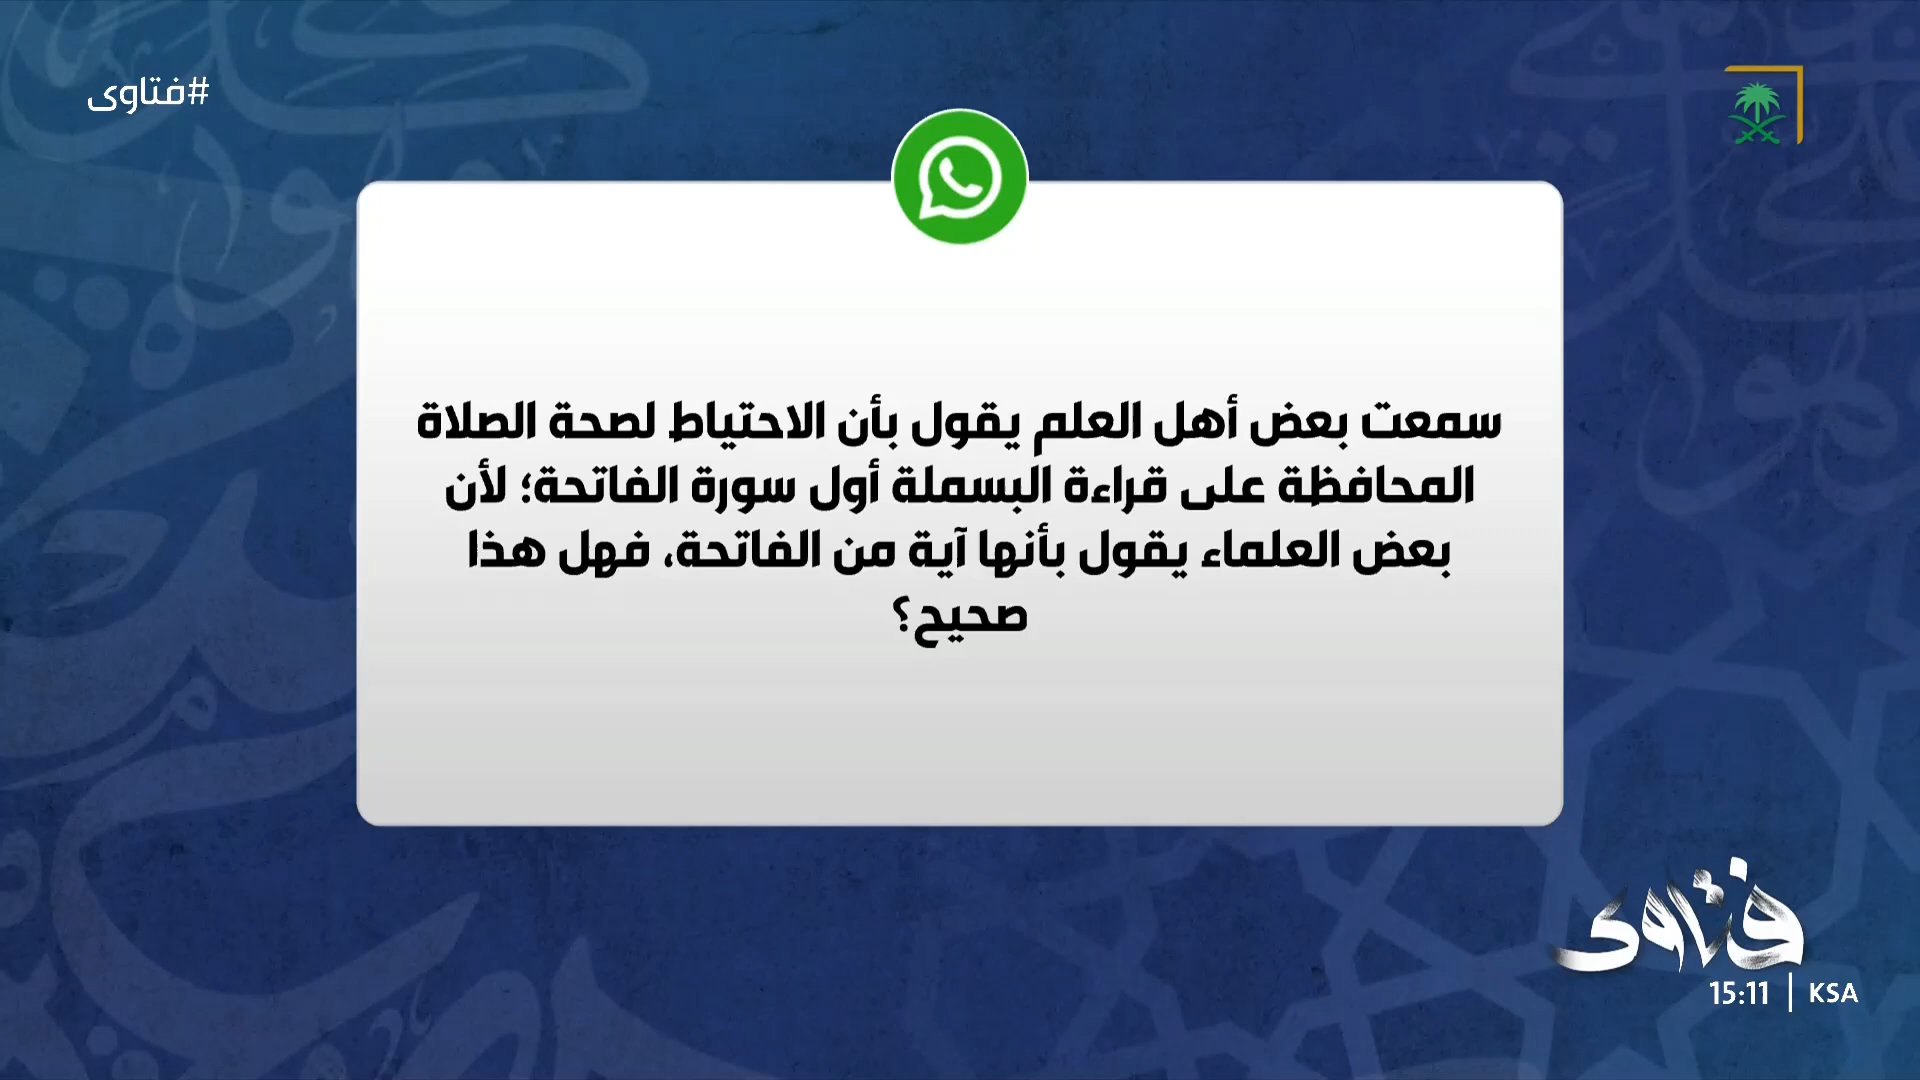 #فتاوى
سمعت بعض أهل العلم يقول بأن الاحتياط لصحة الصلاة
المحافظة على قراءة البسملة أول سورة الفاتحة؛ لأن
بعض العلماء يقول بأنها آية من الفاتحة، فهل هذا
صحيح؟
فتاوى
15:11 | KSA